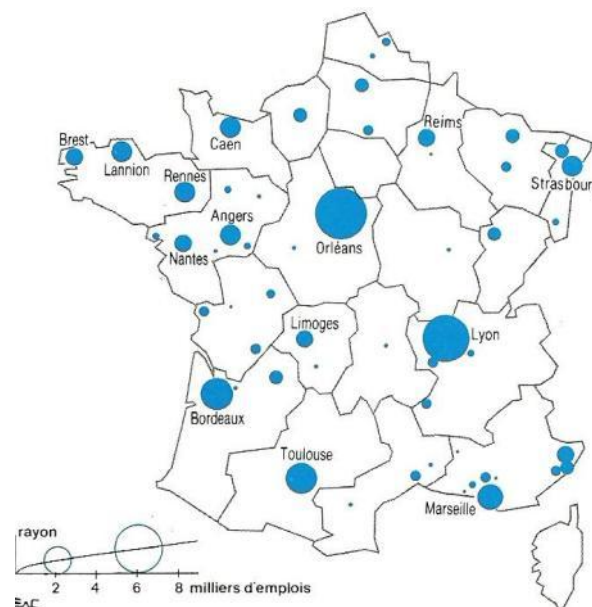 Reims
Brest
Caen
Lannion
Rennes
Strasbour
Angers
Orléans
Nantes
Limoges
Lyon
Bordeaux
Toulouse
Marseille
rayon
2 4 6 8 milliers d'emplois